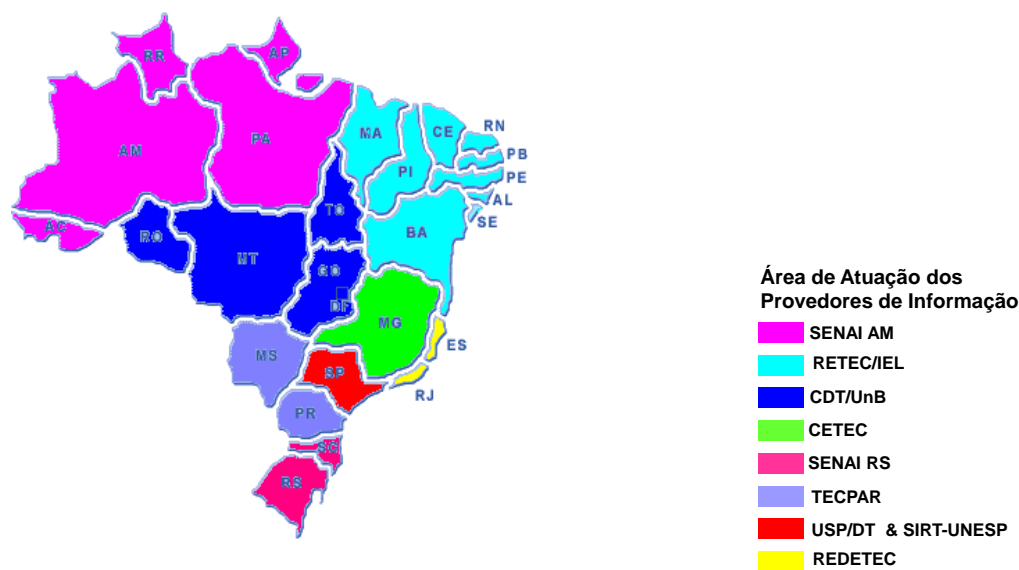 RR
AP
AM
PA
MA
CE
RN
PI
PB
PE
AL
SE
AC
RO
TO
BA
MT
GO
DF
MG
ES
MS
SP
RJ
PR
SC
RS
Área de Atuação dos
Provedores de Informação
SENAI AM
RETEC/IEL
CDT/UnB
CETEC
SENAI RS
TECPAR
USP/DT & SIRT-UNESP
REDETEC